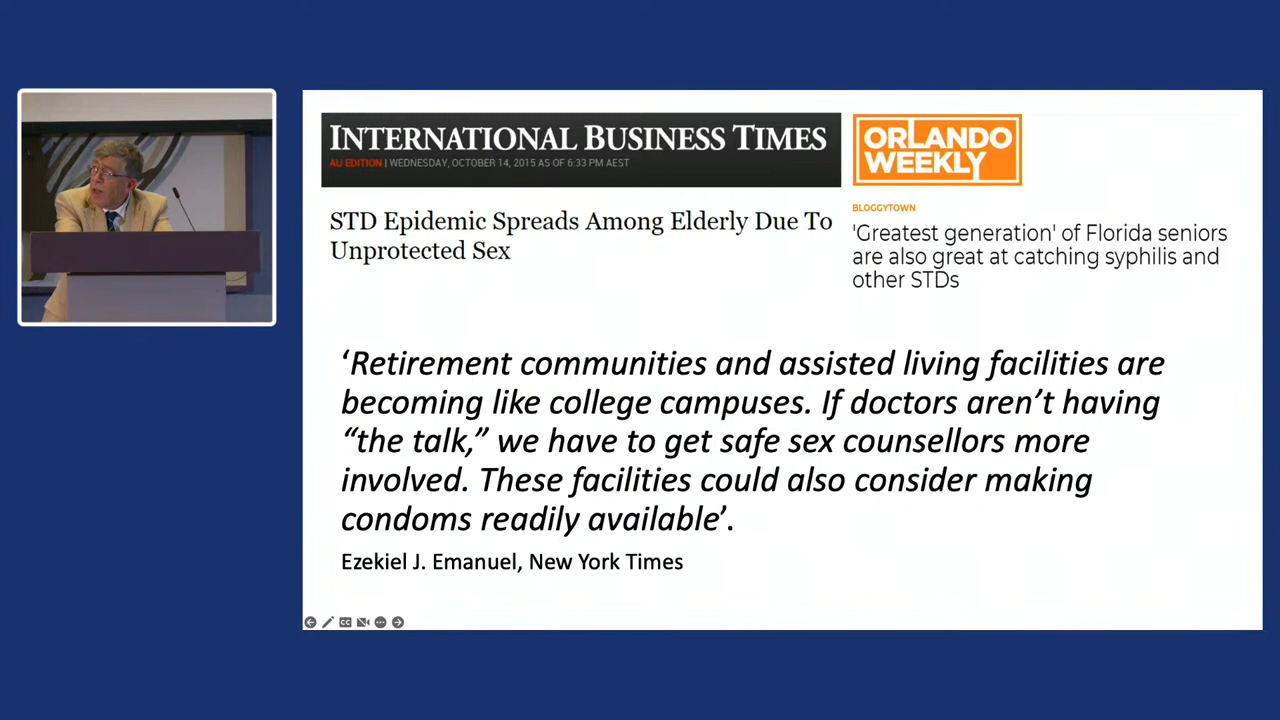 INTERNATIONAL BUSINESS TIMES
AU EDITION | WEDNESDAY, OCTOBER 14, 2015 AS OF 6:33 PM AEST
STD Epidemic Spreads Among Elderly Due To
Unprotected Sex
ORLANDO
WEEKLY
BLOGGYTOWN
'Greatest generation' of Florida seniors
are also great at catching syphilis and
other STDs
‘Retirement communities and assisted living facilities are
becoming like college campuses. If doctors aren’t having
“the talk,” we have to get safe sex counsellors more
involved. These facilities could also consider making
condoms readily available’.
Ezekiel J. Emanuel, New York Times
CC